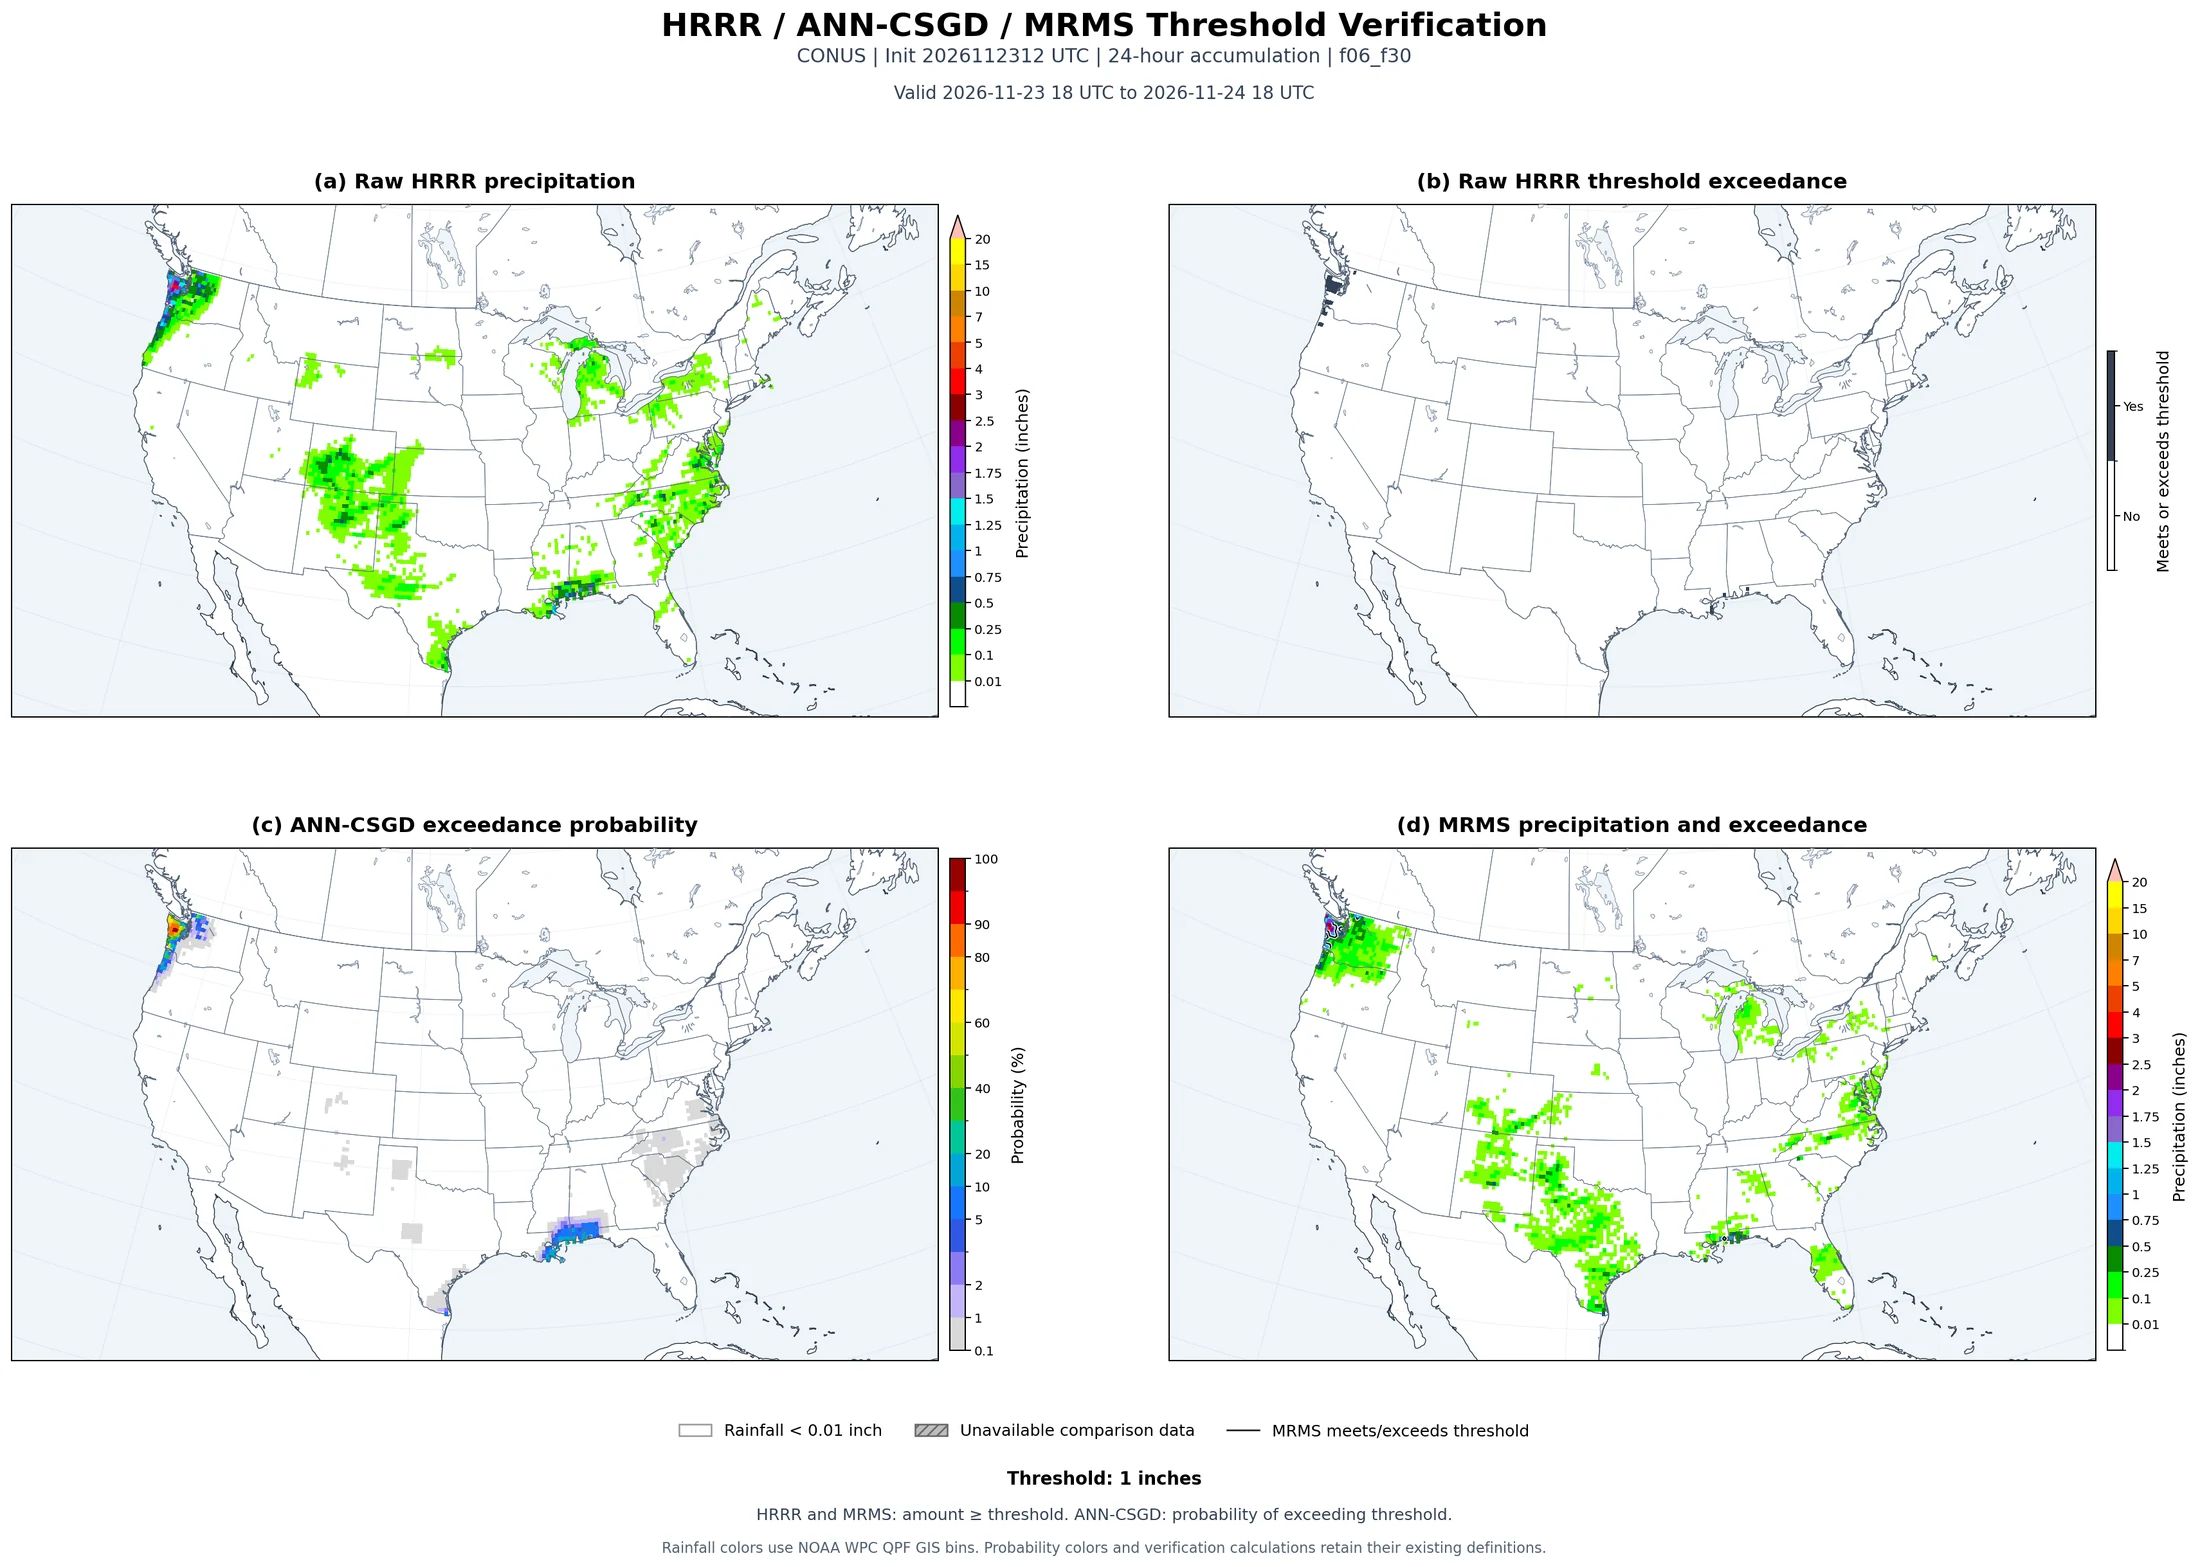 HRRR / ANN-CSGD / MRMS Threshold Verification
CONUS | Init 2026112312 UTC | 24-hour accumulation | f06_f30
Valid 2026-11-23 18 UTC to 2026-11-24 18 UTC
(a) Raw HRRR precipitation
20
15
10
7
5
4
3
2.5
2
1.75
1.5
1.25
1
0.75
0.5
0.25
0.1
0.01
Precipitation (inches)
(b) Raw HRRR threshold exceedance
Yes
No
Meets or exceeds threshold
(c) ANN-CSGD exceedance probability
100
90
80
60
40
20
10
5
2
1
0.1
Probability (%)
(d) MRMS precipitation and exceedance
20
15
10
7
5
4
3
2.5
2
1.75
1.5
1.25
1
0.75
0.5
0.25
0.1
0.01
Precipitation (inches)
Rainfall < 0.01 inch
Unavailable comparison data
MRMS meets/exceeds threshold
Threshold: 1 inches
HRRR and MRMS: amount ≥ threshold. ANN-CSGD: probability of exceeding threshold.
Rainfall colors use NOAA WPC QPF GIS bins. Probability colors and verification calculations retain their existing definitions.